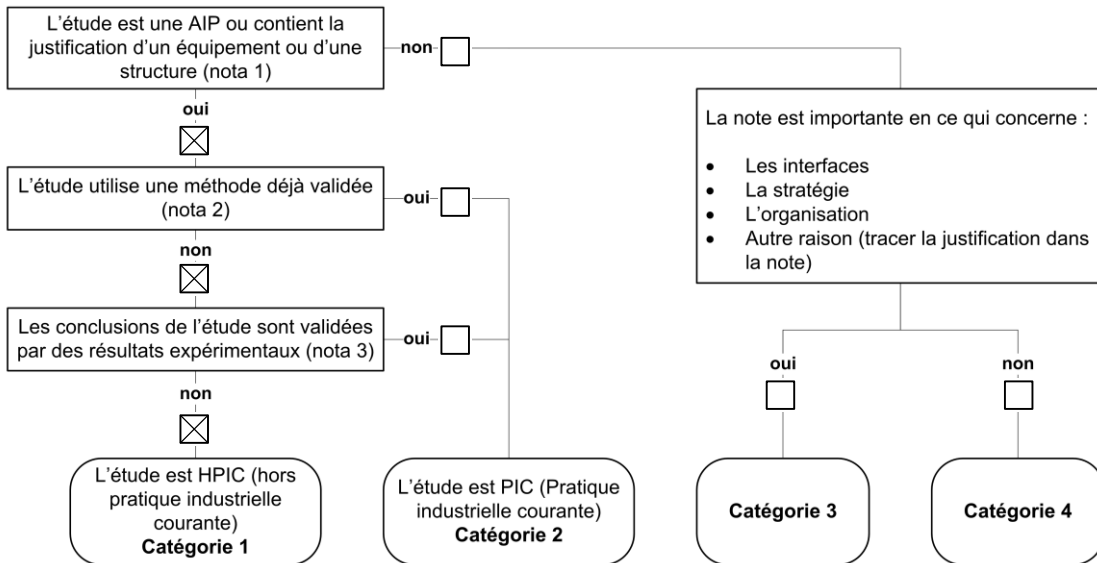 L’étude est une AIP ou contient la
justification d’un équipement ou d’une
structure (nota 1)
non
oui
La note est importante en ce qui concerne :
• Les interfaces
• La stratégie
• L’organisation
• Autre raison (tracer la justification dans
la note)
L’étude utilise une méthode déjà validée
(nota 2)
oui
non
Les conclusions de l’étude sont validées
par des résultats expérimentaux (nota 3)
oui
non
oui
non
L’étude est HPIC (hors
pratique industrielle
courante)
Catégorie 1
L’étude est PIC (Pratique
industrielle courante)
Catégorie 2
Catégorie 3
Catégorie 4